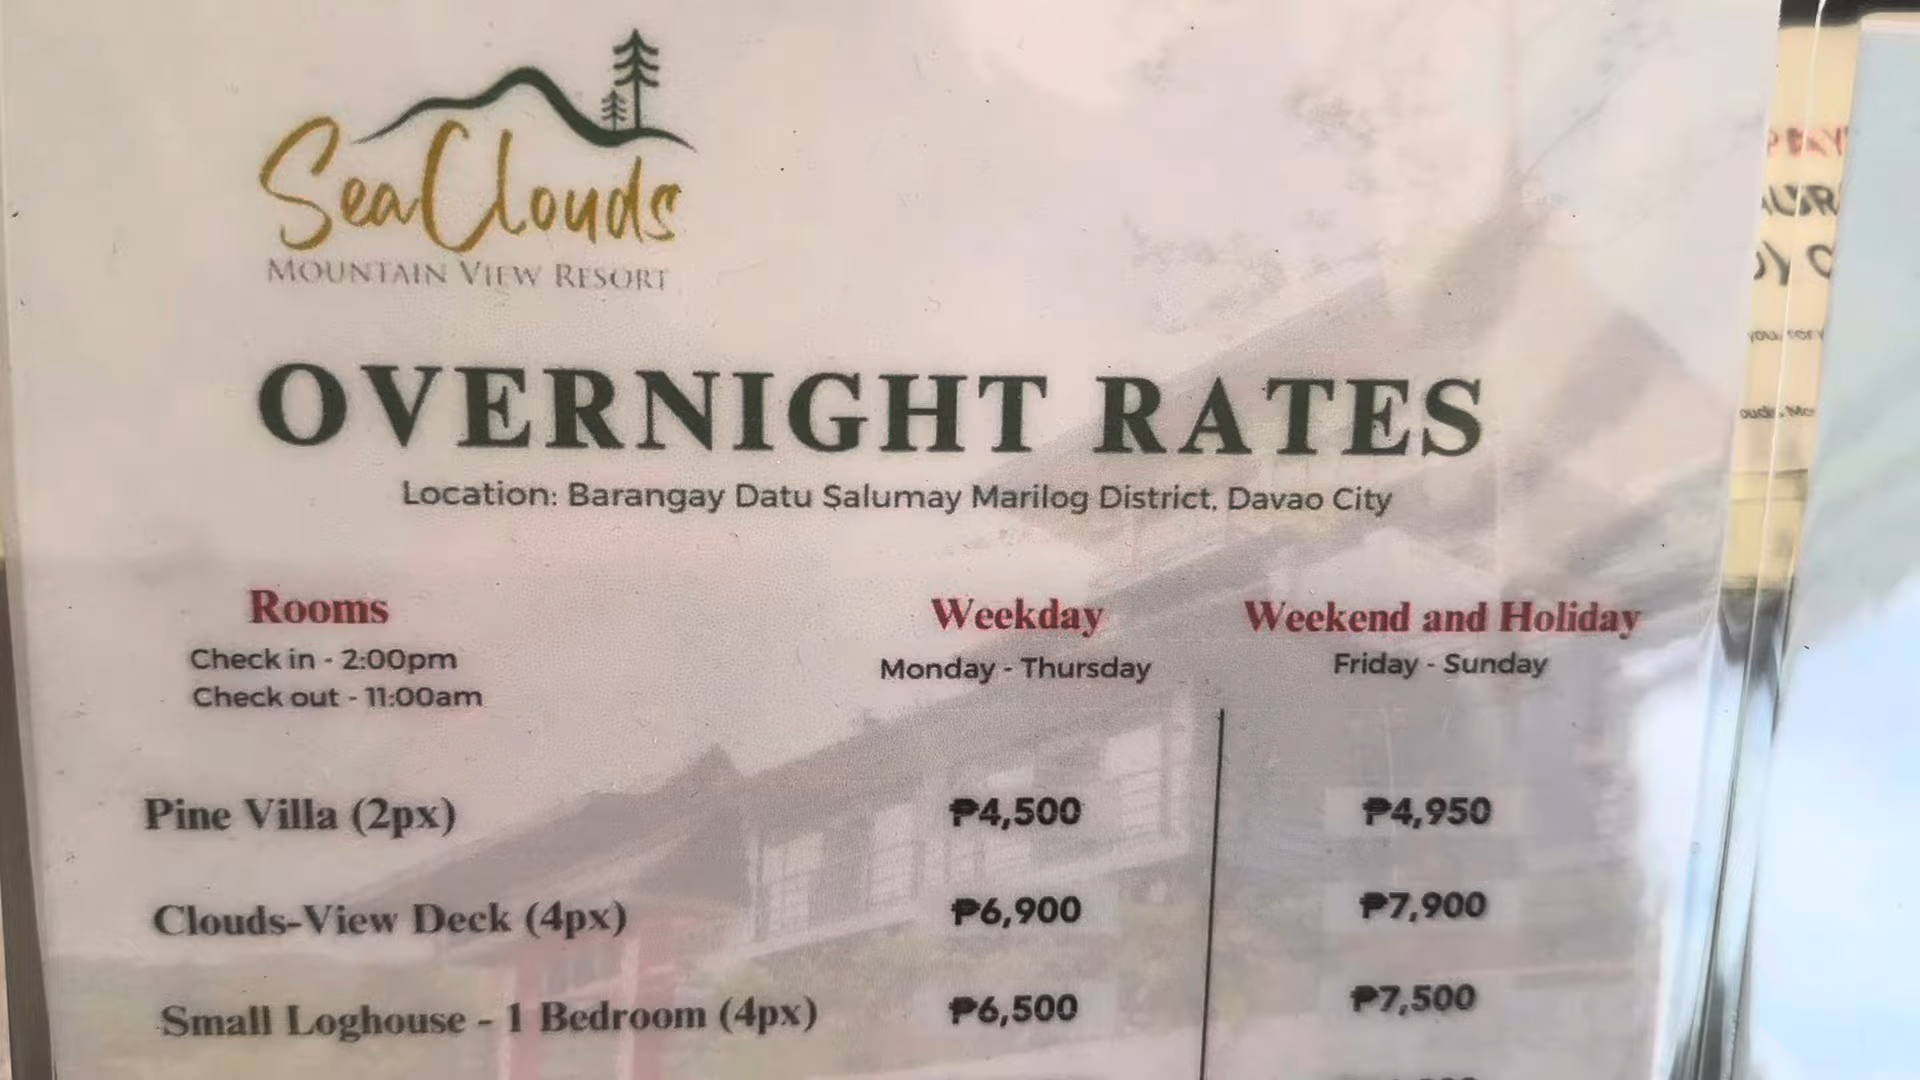 SeaClouds
MOUNTAIN VIEW RESORT
OVERNIGHT RATES
Location: Barangay Datu Salumay Marilog District, Davao City
Rooms Weekday Weekend and Holiday
Check in - 2:00pm Monday - Thursday Friday - Sunday
Check out - 11:00am
Pine Villa (2px) ₱4,500 ₱4,950
Clouds-View Deck (4px) ₱6,900 ₱7,900
Small Loghouse - 1 Bedroom (4px) ₱6,500 ₱7,500